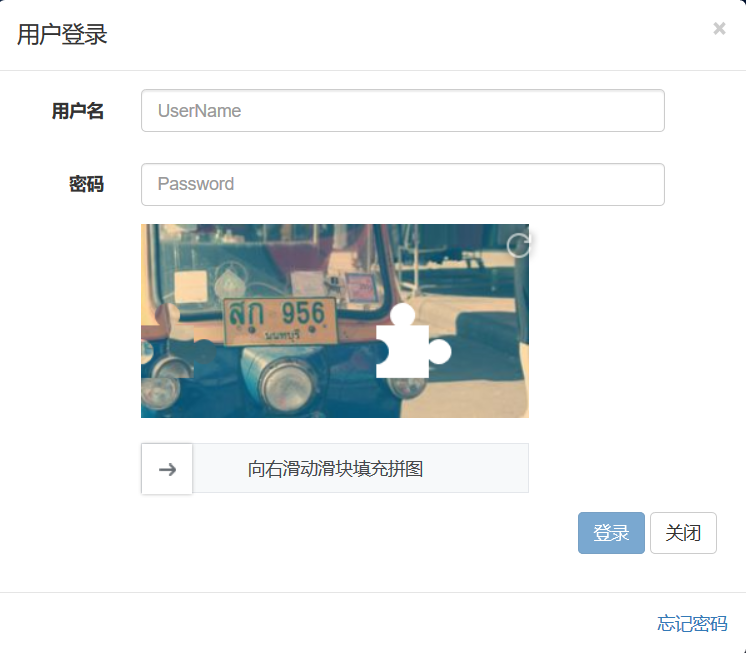 用户登录
×
用户名
UserName
密码
Password
สฎ 956
นนทบุรี
→
向右滑动滑块填充拼图
登录
关闭
忘记密码